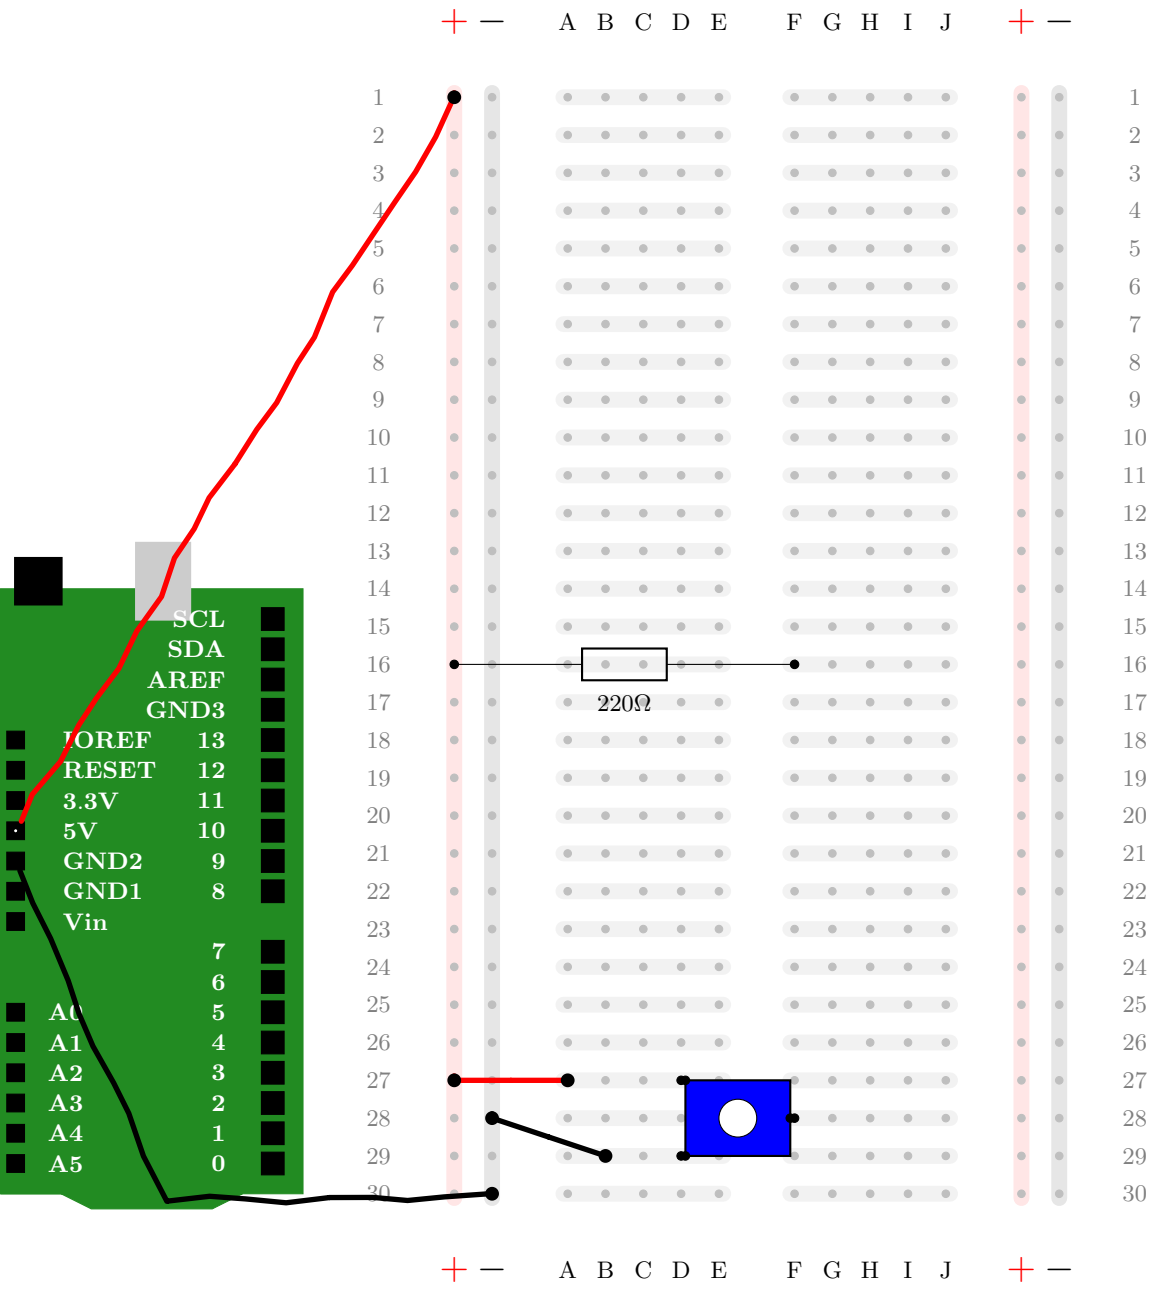 + − A B C D E F G H I J + −
1 1
2 2
3 3
4 4
5 5
6 6
7 7
8 8
9 9
10 10
11 11
12 12
13 13
14 14
SCL 15 15
SDA
AREF 16 16
GND3 17 220Ω 17
IOREF 13 18 18
RESET 12 19 19
3.3V 11
5V 10 20 20
GND2 9 21 21
GND1 8 22 22
Vin 23 23
7
6 24 24
A0 5 25 25
A1 4 26 26
A2 3 27 27
A3 2 28 28
A4 1
A5 0 29 29
30 30
+ − A B C D E F G H I J + −